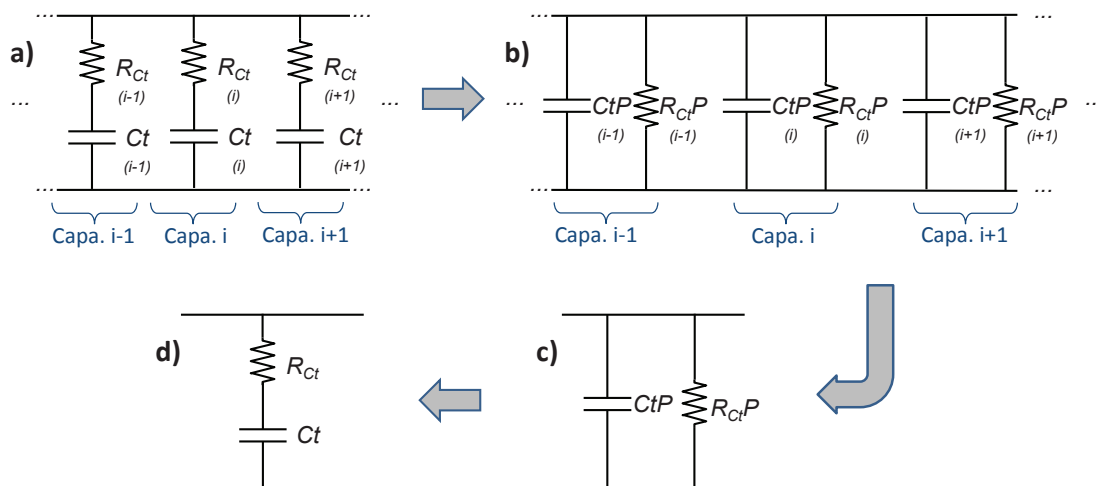 ... ... ... ...
a) R_Ct R_Ct R_Ct b)
(i-1) (i) (i+1)
... ... ... CtP R_CtP CtP R_CtP CtP R_CtP ...
(i-1) (i-1) (i) (i) (i+1) (i+1)
Ct Ct Ct
(i-1) (i) (i+1)
... ... ... ...
Capa. i-1 Capa. i Capa. i+1 Capa. i-1 Capa. i Capa. i+1
d) c)
R_Ct
CtP R_CtP
Ct